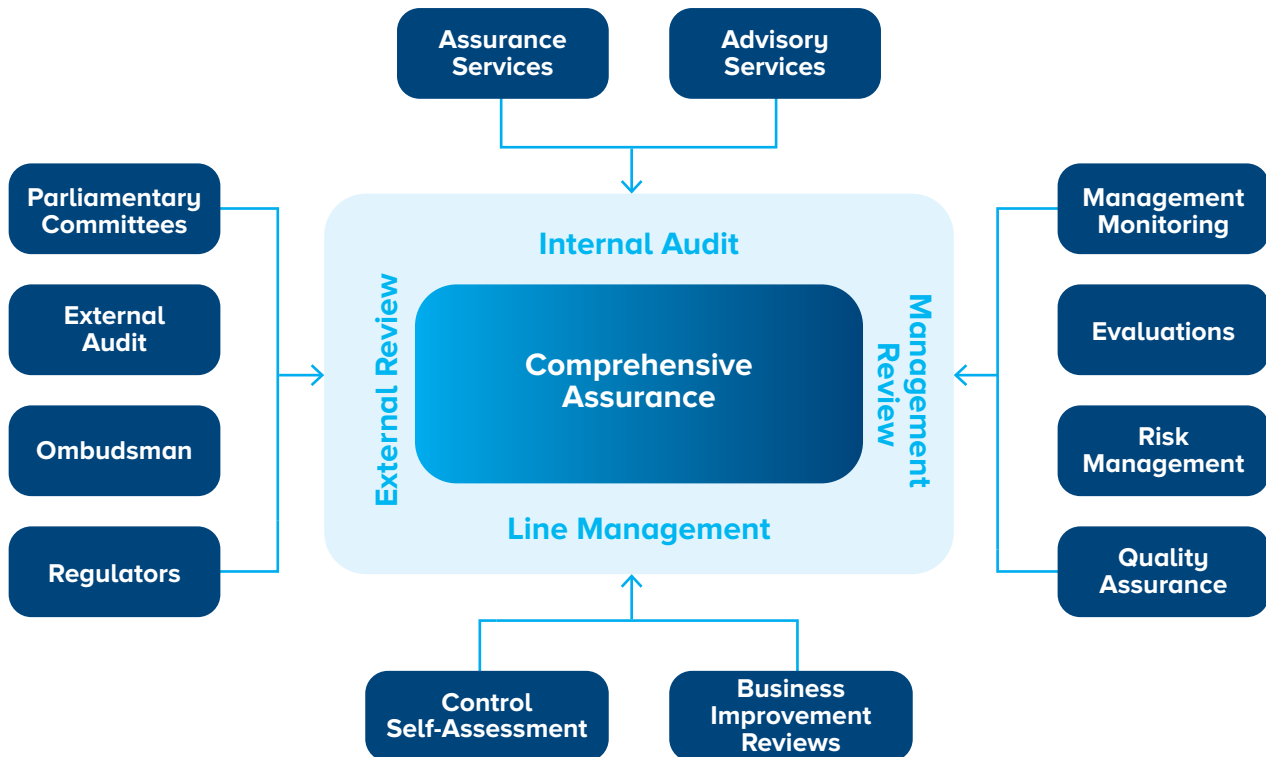 Assurance
Services
Advisory
Services
Parliamentary
Committees
External
Audit
Ombudsman
Regulators
Internal Audit
External Review
Comprehensive
Assurance
Management
Review
Line Management
Management
Monitoring
Evaluations
Risk
Management
Quality
Assurance
Control
Self-Assessment
Business
Improvement
Reviews